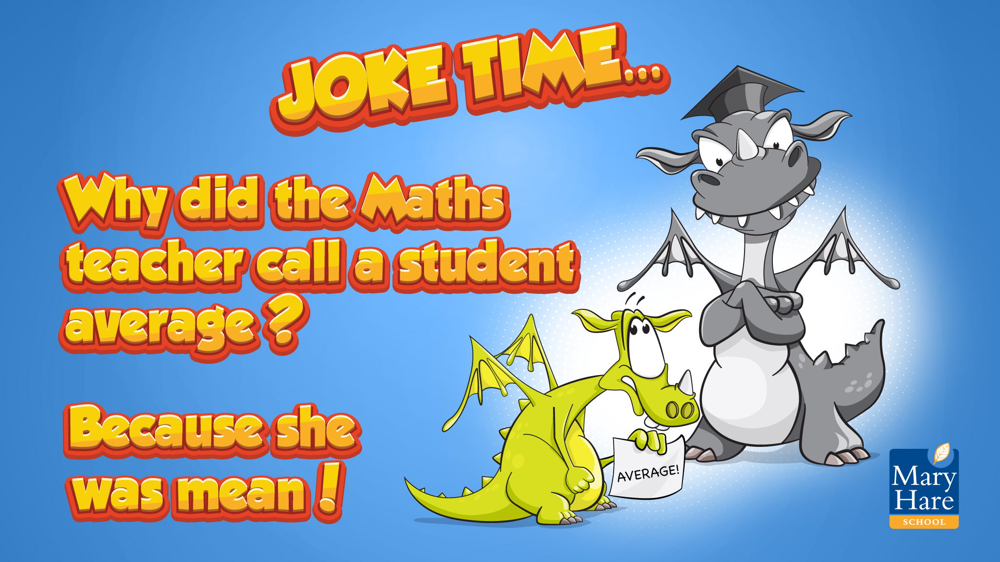 JOKE TIME...
Why did the Maths
teacher call a student
average?
Because she
was mean!
AVERAGE!
Mary
Hare
SCHOOL